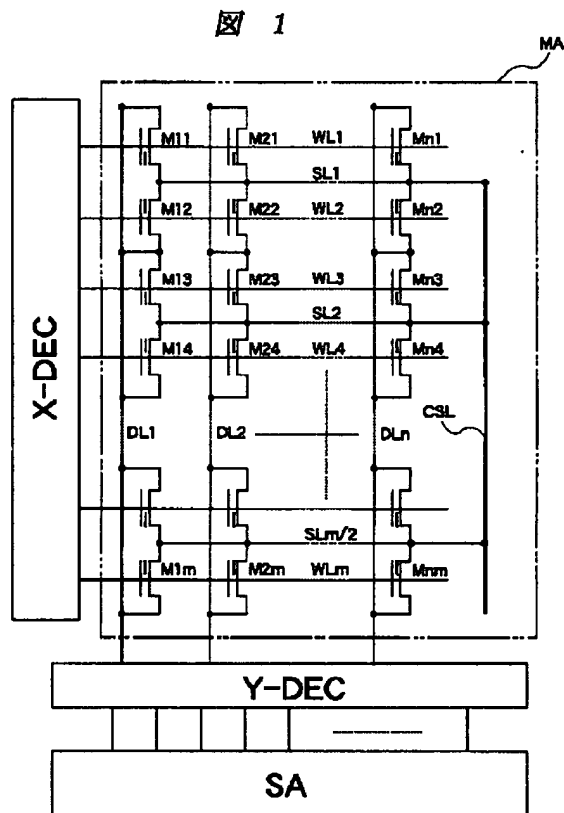 図 1
MA
M11 M21 WL1 Mn1
SL1
M12 M22 WL2 Mn2
M13 M23 WL3 Mn3
SL2
M14 M24 WL4 Mn4
X-DEC
DL1 DL2 DLn CSL
SLm/2
M1m M2m WLm Mnm
Y-DEC
SA